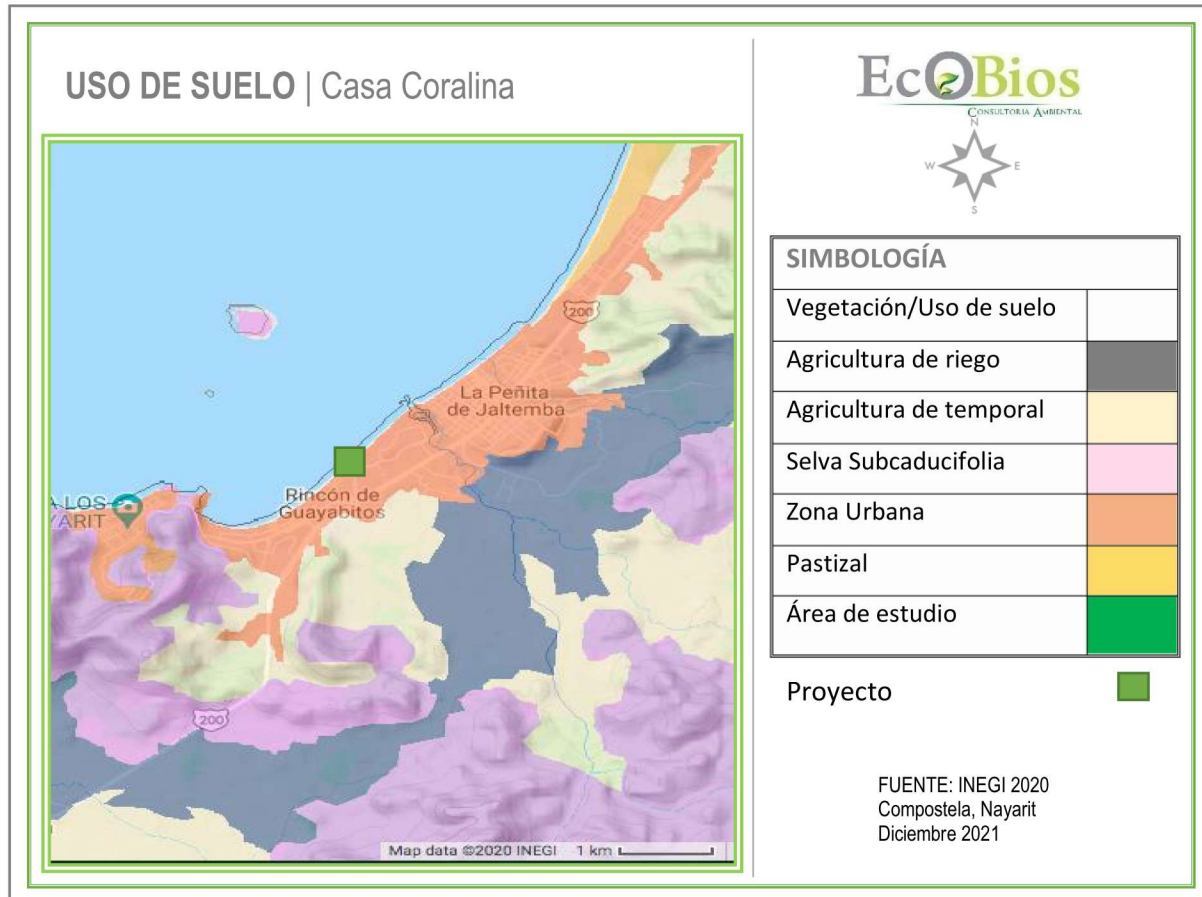 USO DE SUELO | Casa Coralina
EcOBios
CONSULTORIA AMBIENTAL
N
W E
S
200
La Peñita
de Jaltemba
Rincón de
Guayabitos
A LOS
YARIT
200
Map data ©2020 INEGI 1 km
SIMBOLOGÍA
Vegetación/Uso de suelo
Agricultura de riego
Agricultura de temporal
Selva Subcaducifolia
Zona Urbana
Pastizal
Área de estudio
Proyecto
FUENTE: INEGI 2020
Compostela, Nayarit
Diciembre 2021